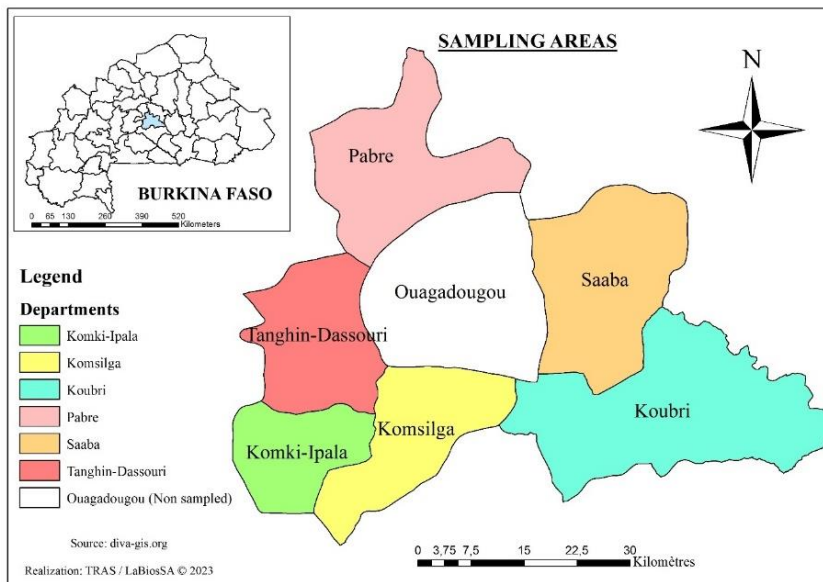 SAMPLING AREAS
N
BURKINA FASO
0 65 130 260 390 520
Kilometers
Pabre
Ouagadougou
Saaba
Tanghin-Dassouri
Koubri
Komsilga
Komki-Ipala
Legend
Departments
Komki-Ipala
Komsilga
Koubri
Pabre
Saaba
Tanghin-Dassouri
Ouagadougou (Non sampled)
Source: diva-gis.org
Realization: TRAS / LaBiosSA © 2023
0 3,75 7,5 15 22,5 30
Kilomètres